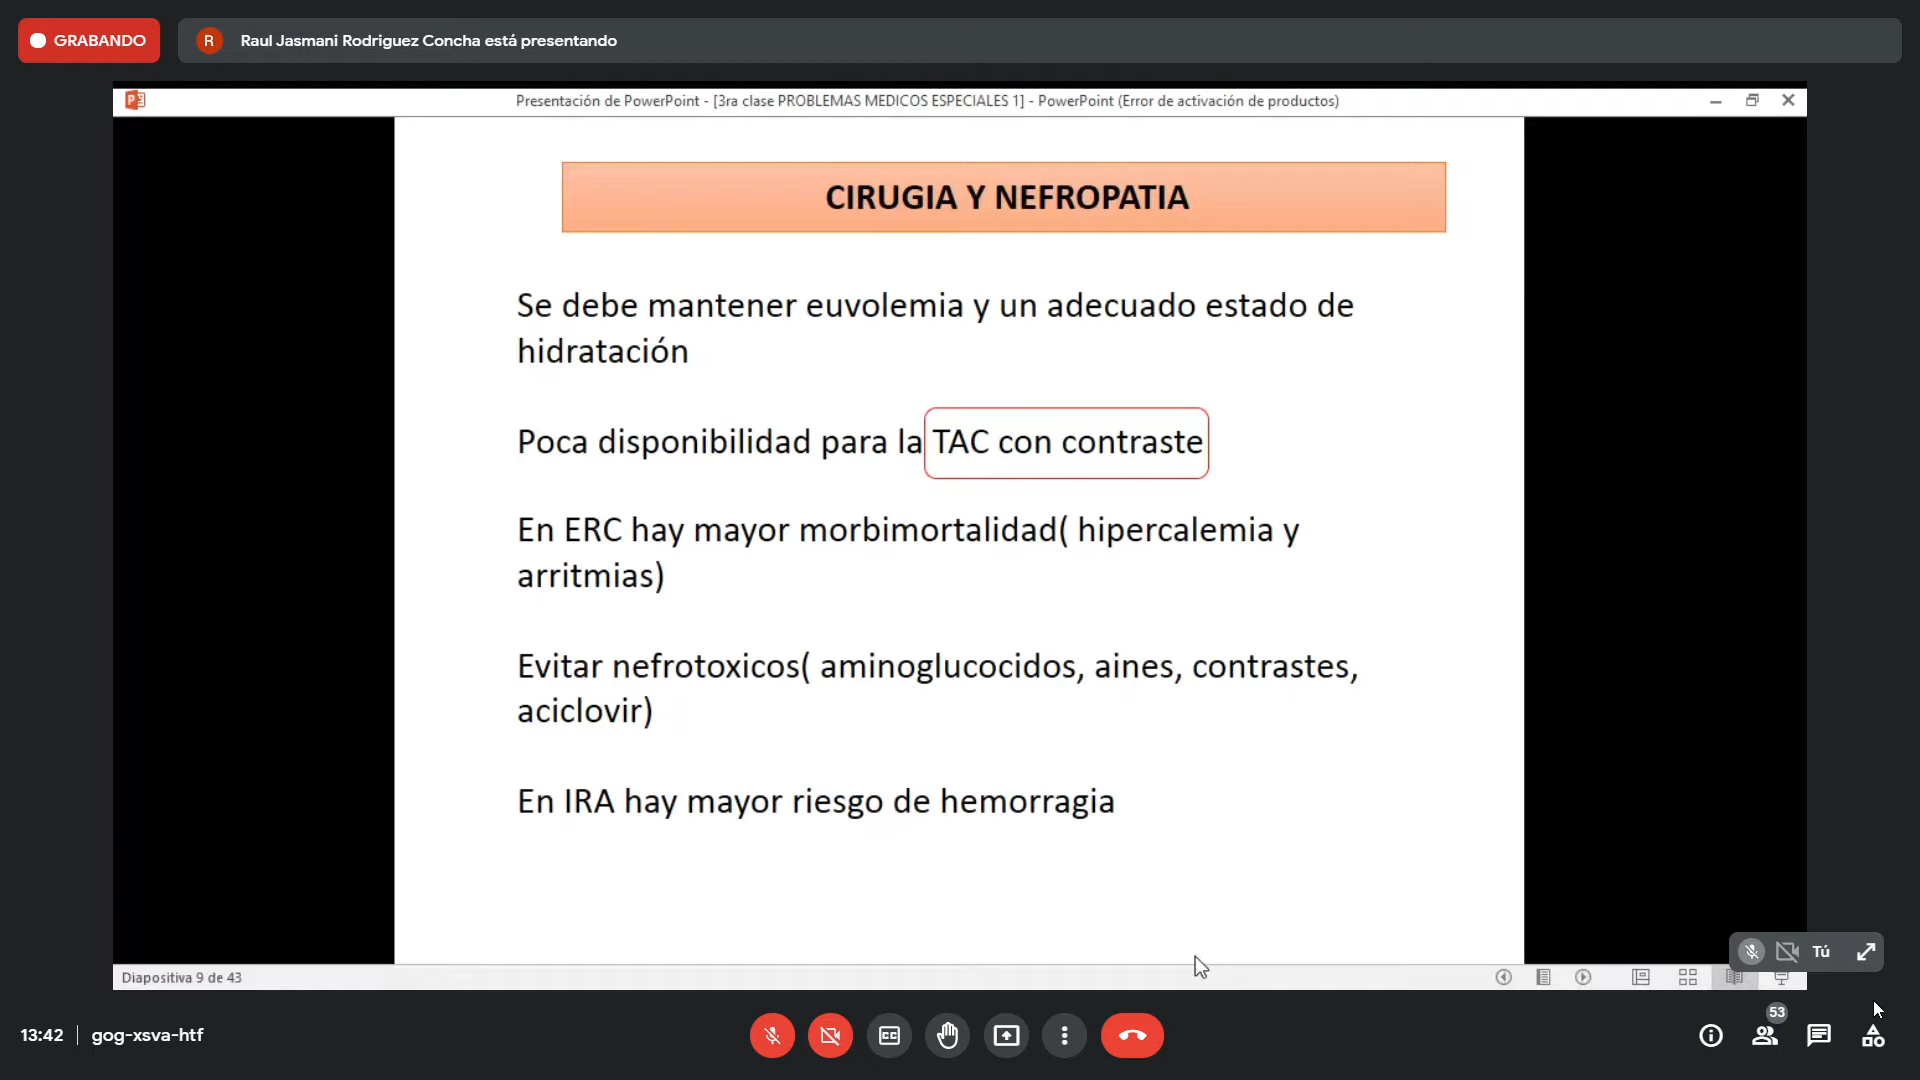 GRABANDO
R
Raul Jasmani Rodriguez Concha está presentando
Presentación de PowerPoint - [3ra clase PROBLEMAS MEDICOS ESPECIALES 1] - PowerPoint (Error de activación de productos)
CIRUGIA Y NEFROPATIA
Se debe mantener euvolemia y un adecuado estado de
hidratación
Poca disponibilidad para la TAC con contraste
En ERC hay mayor morbimortalidad( hipercalemia y
arritmias)
Evitar nefrotoxicos( aminoglucocidos, aines, contrastes,
aciclovir)
En IRA hay mayor riesgo de hemorragia
Tú
Diapositiva 9 de 43
13:42
gog-xsva-htf
CC
53